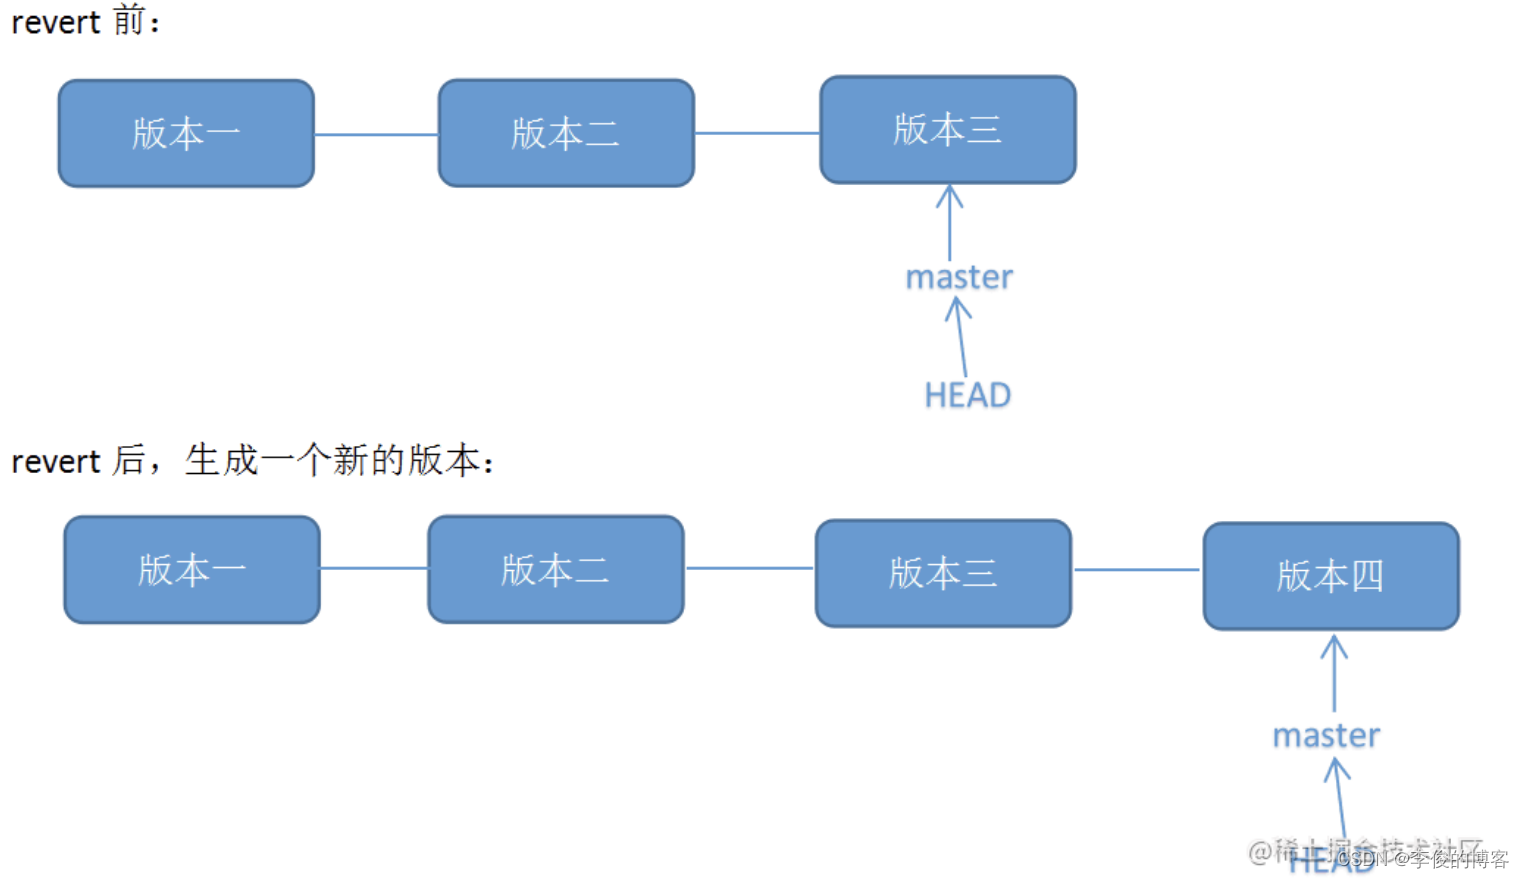 revert 前：
版本一
版本二
版本三
master
HEAD
revert 后，生成一个新的版本：
版本一
版本二
版本三
版本四
master
HEAD
@稀土掘金技术社区
CSDN @李俊的博客